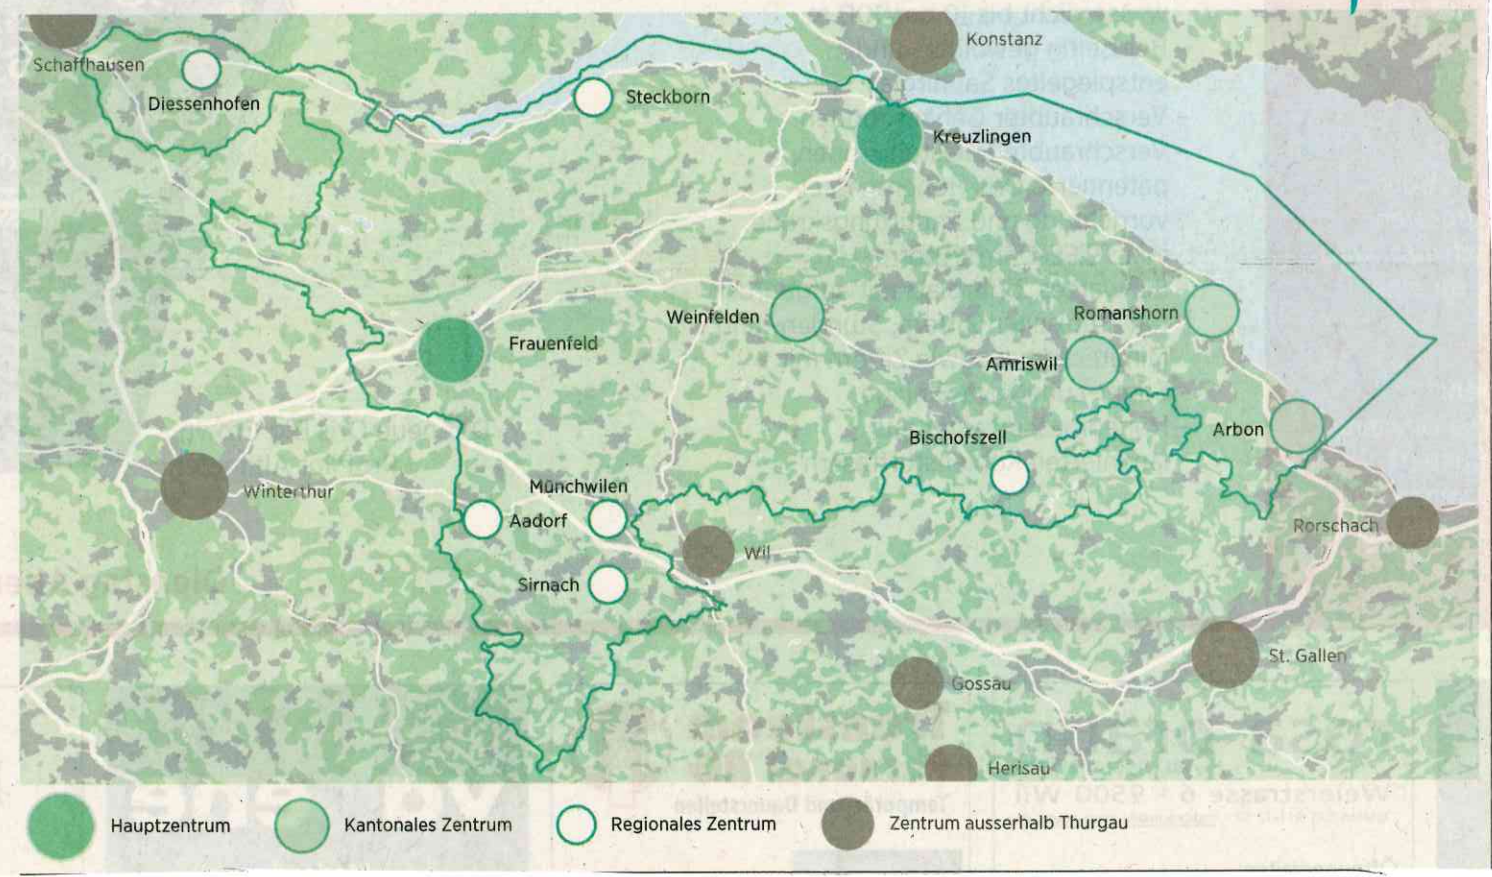 Konstanz
Schaffhausen
Diessenhofen
Steckborn
Kreuzlingen
Weinfelden
Romanshorn
Frauenfeld
Amriswil
Arbon
Bischofszell
Münchwilen
Winterthur
Aadorf
Rorschach
Wil
Sirnach
St. Gallen
Gossau
Herisau
Hauptzentrum
Kantonales Zentrum
Regionales Zentrum
Zentrum ausserhalb Thurgau